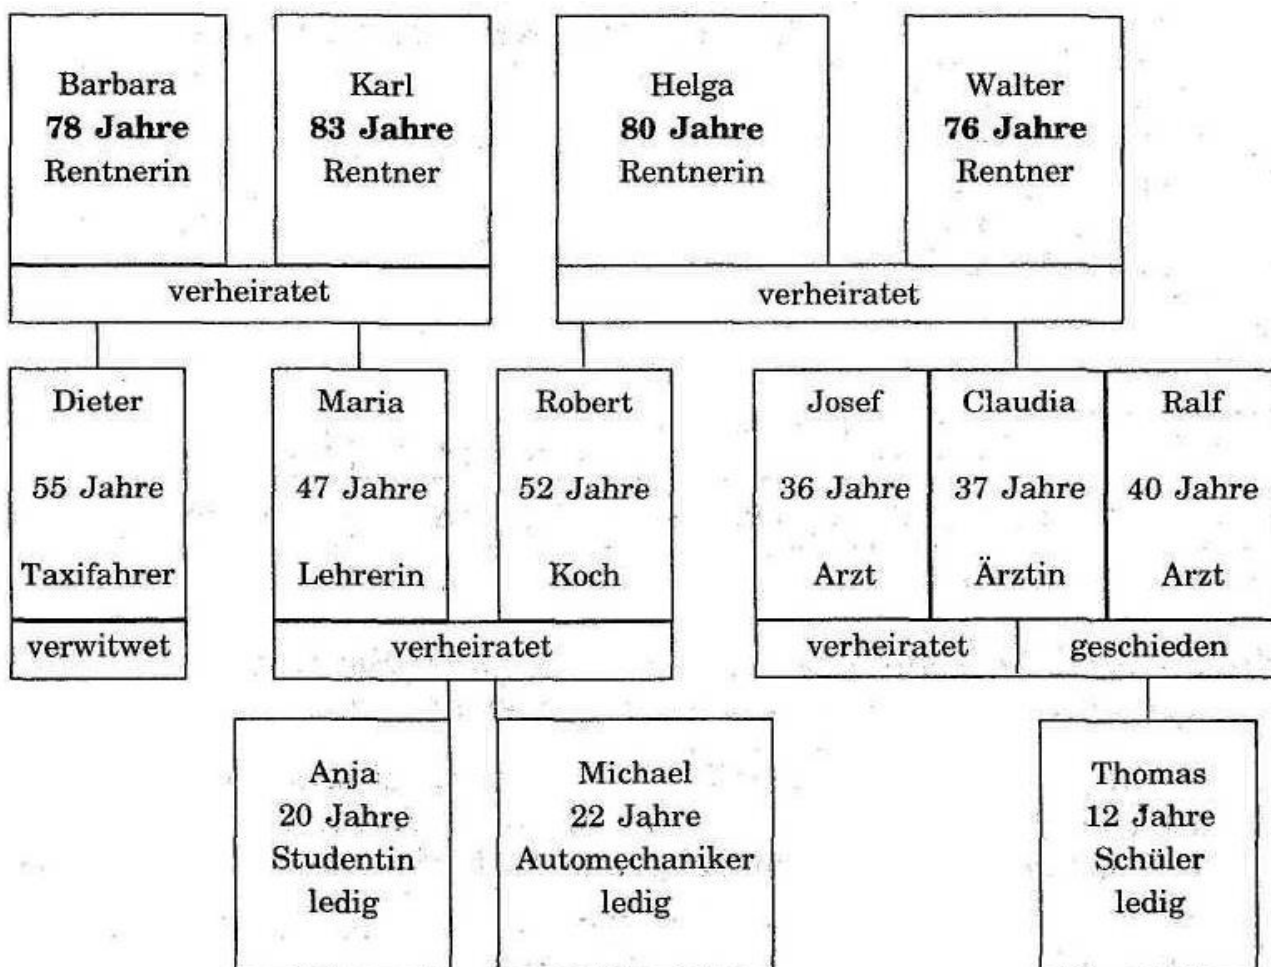 Barbara
78 Jahre
Rentnerin
Karl
83 Jahre
Rentner
Helga
80 Jahre
Rentnerin
Walter
76 Jahre
Rentner
verheiratet
verheiratet
Dieter
55 Jahre
Taxifahrer
verwitwet
Maria
47 Jahre
Lehrerin
Robert
52 Jahre
Koch
verheiratet
Josef
36 Jahre
Arzt
Claudia
37 Jahre
Ärztin
Ralf
40 Jahre
Arzt
verheiratet
geschieden
Anja
20 Jahre
Studentin
ledig
Michael
22 Jahre
Automechaniker
ledig
Thomas
12 Jahre
Schüler
ledig